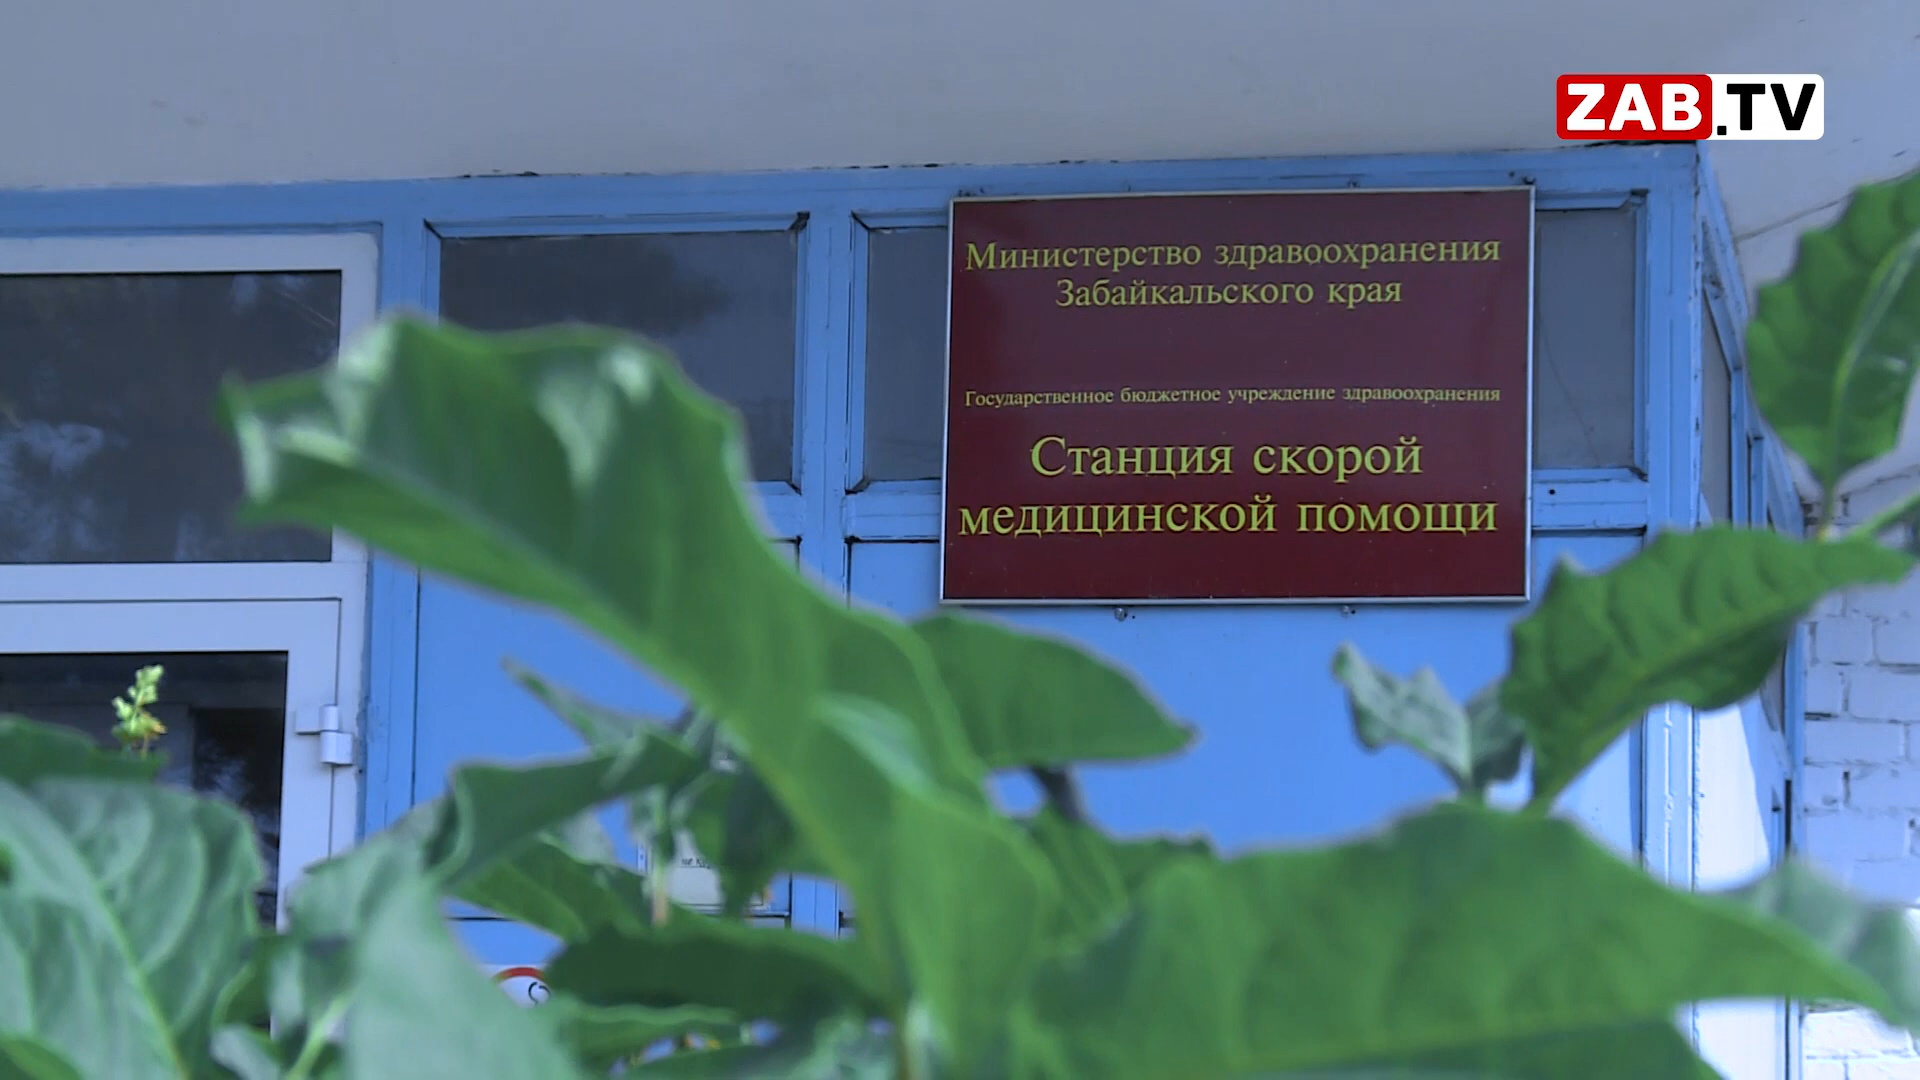 ZAB.TV
Министерство здравоохранения
Забайкальского края
Государственное бюджетное учреждение здравоохранения
Станция скорой
медицинской помощи